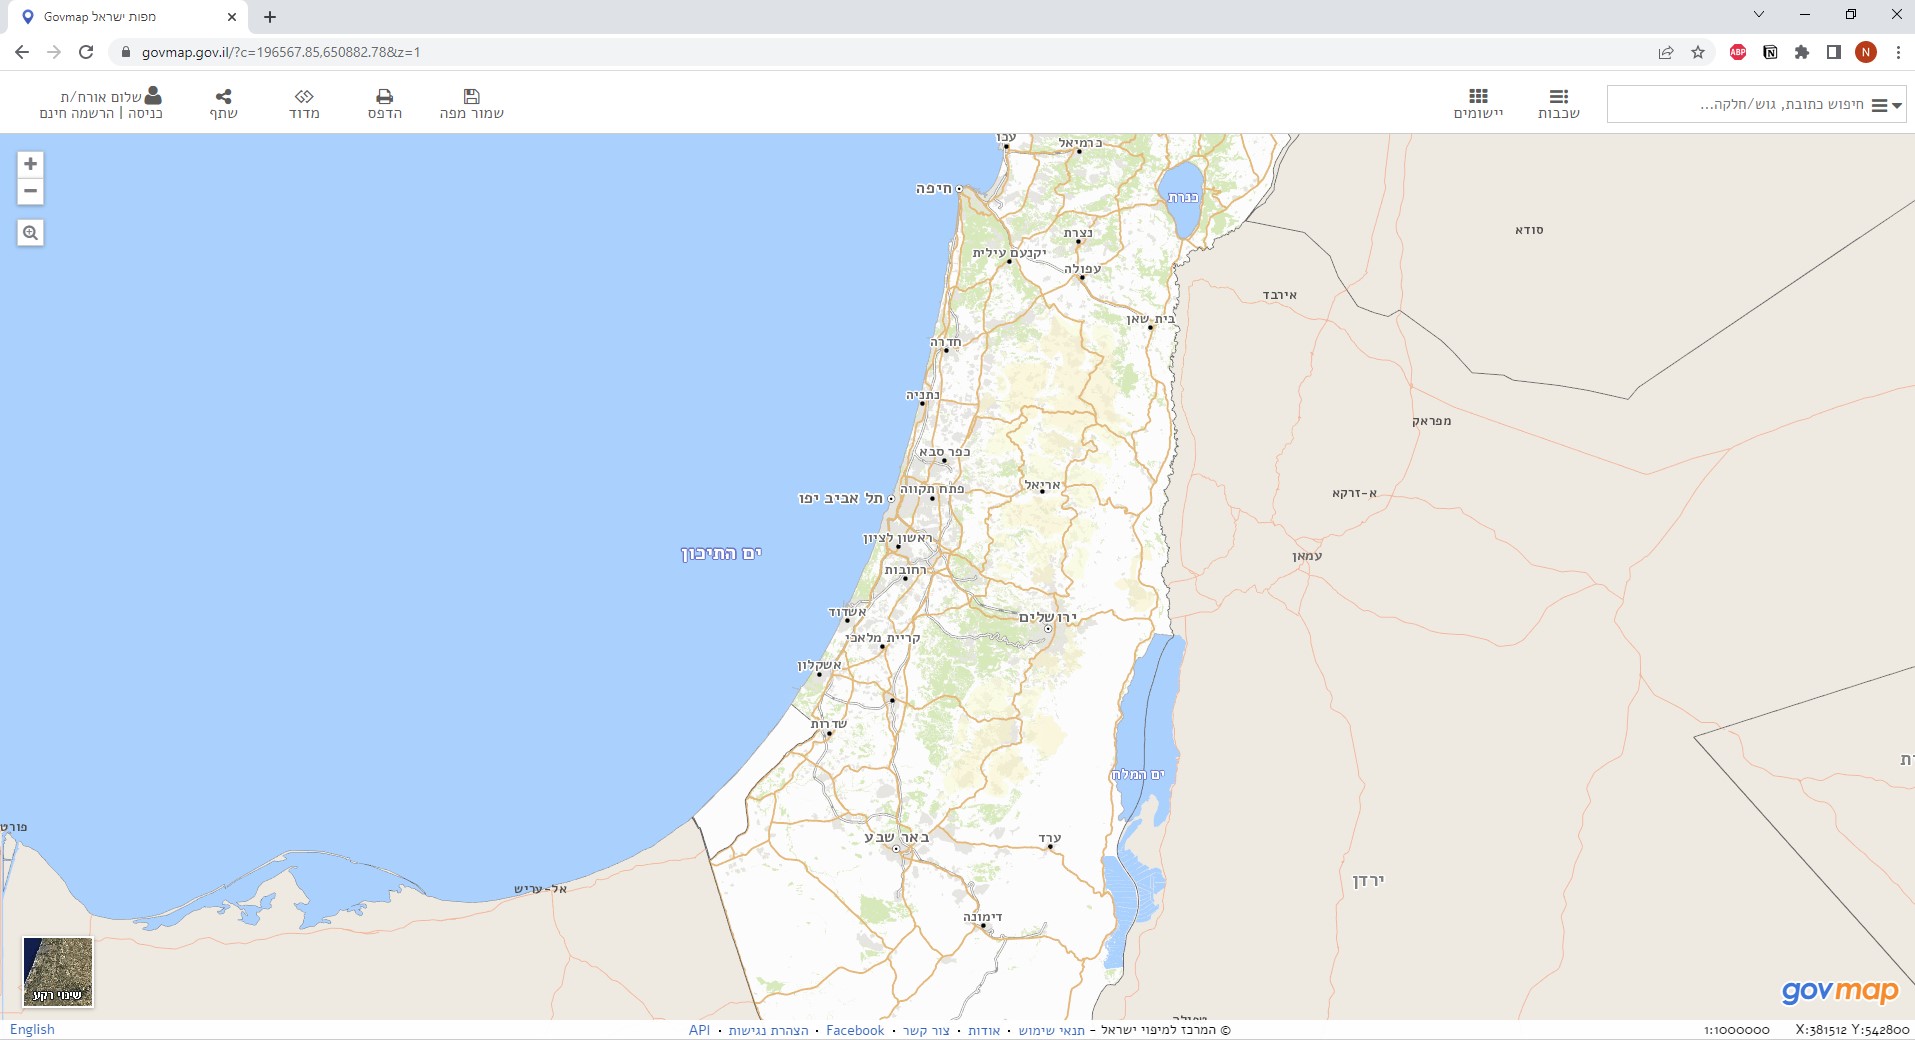 Govmap מפות ישראל
govmap.gov.il/?c=196567.85,650882.78&z=1
ABP
N
N
חיפוש כתובת, גוש/חלקה...
שכבות
יישומים
שמור מפה
הדפס
מדוד
שתף
שלום אורח/ת
כניסה | הרשמה חינם
עכו
כרמיאל
חיפה
כנרת
נצרת
סודא
יקנעם עילית
עפולה
אירבד
בית שאן
חדרה
נתניה
מפראק
כפר סבא
אריאל
פתח תקווה
א-זרקא
תל אביב יפו
ראשון לציון
ים התיכון
עמאן
רחובות
אשדוד
ירושלים
קריית מלאכי
אשקלון
שדרות
ים המלח
פורט
באר שבע
ערד
ירדן
אל-עריש
דימונה
שינוי רקע
govmap
English
© המרכז למיפוי ישראל - תנאי שימוש · אודות · צור קשר · Facebook · הצהרת נגישות · API
1:1000000
X:381512 Y:542800